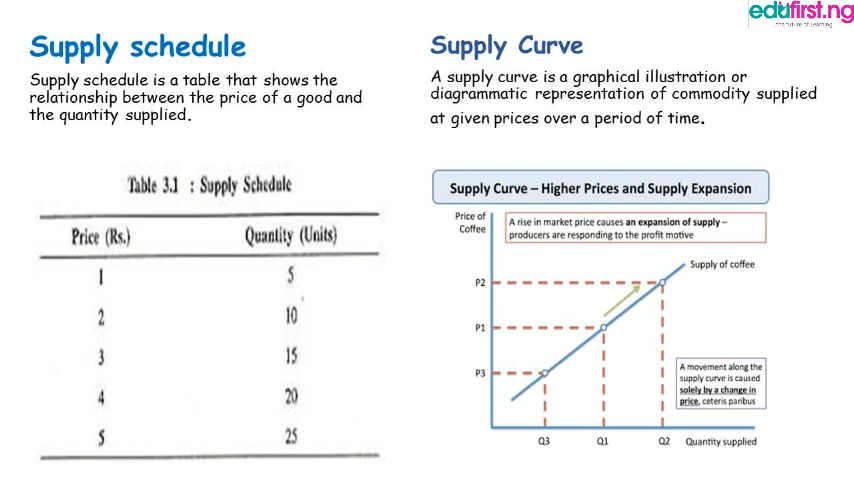 edufirst.ng
the future of learning
Supply schedule
Supply schedule is a table that shows the
relationship between the price of a good and
the quantity supplied.
Table 3.1 : Supply Schedule
Price (Rs.) Quantity (Units)
1 5
2 10
3 15
4 20
5 25
Supply Curve
A supply curve is a graphical illustration or
diagrammatic representation of commodity supplied
at given prices over a period of time.
Supply Curve – Higher Prices and Supply Expansion
Price of
Coffee
A rise in market price causes an expansion of supply –
producers are responding to the profit motive
Supply of coffee
P2
P1
P3
A movement along the
supply curve is caused
solely by a change in
price, ceteris paribus
Q3 Q1 Q2 Quantity supplied